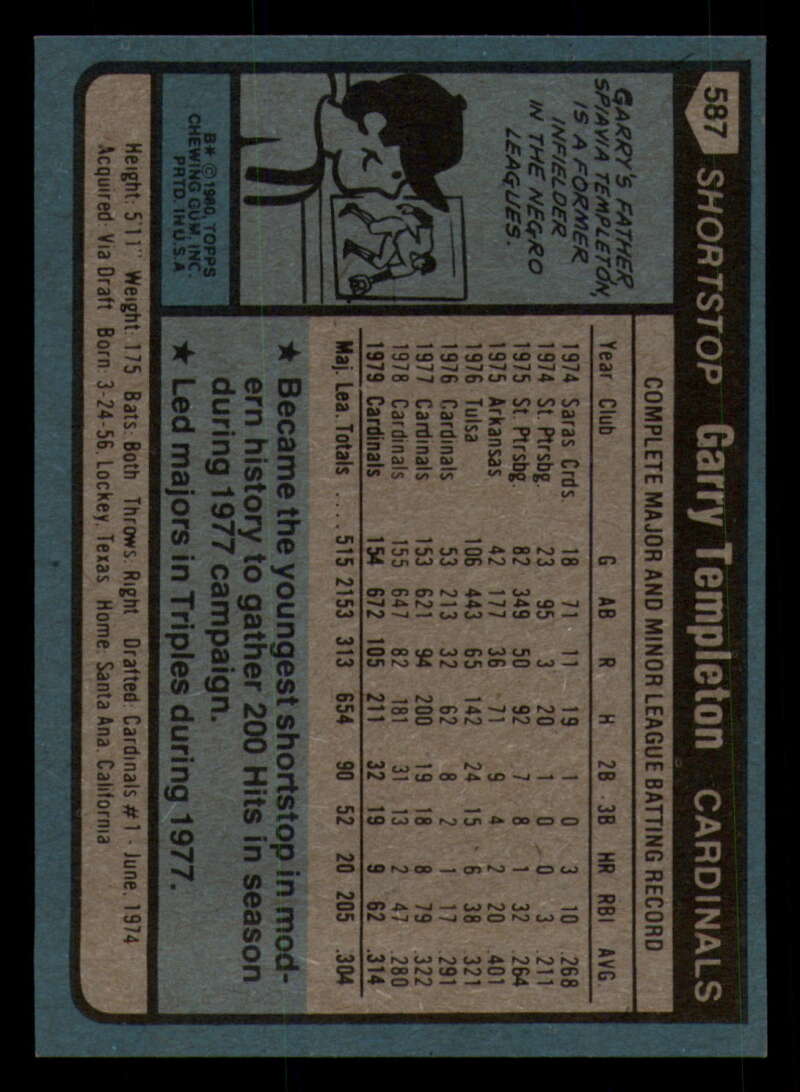 587 SHORTSTOP Garry Templeton CARDINALS
GARRY'S FATHER,
SPIAVIA TEMPLETON,
IS A FORMER
INFIELDER
IN THE NEGRO
LEAGUES.
B* © 1980, TOPPS
CHEWING GUM, INC.
PRTD. IN U.S.A.
COMPLETE MAJOR AND MINOR LEAGUE BATTING RECORD
Year Club G AB R H 2B 3B HR RBI AVG
1974 Saras Crds. 18 71 11 19 1 0 3 10 .268
1974 St. Ptrsbg. 23 95 3 20 1 0 0 3 .211
1975 St. Ptrsbg. 82 349 50 92 7 8 1 32 .264
1975 Arkansas 42 177 36 71 9 4 2 20 .401
1976 Tulsa 106 443 65 142 24 15 6 38 .321
1976 Cardinals 53 213 32 62 8 2 1 17 .291
1977 Cardinals 153 621 94 200 19 18 8 79 .322
1978 Cardinals 155 647 82 181 31 13 2 47 .280
1979 Cardinals 154 672 105 211 32 19 9 62 .314
Maj. Lea. Totals .... 515 2153 313 654 90 52 20 205 .304
★ Became the youngest shortstop in mod-
ern history to gather 200 Hits in season
during 1977 campaign.
★ Led majors in Triples during 1977.
Height: 5'11" Weight: 175 Bats: Both Throws: Right Drafted: Cardinals #1 - June, 1974
Acquired: Via Draft Born: 3-24-56, Lockey, Texas Home: Santa Ana, California